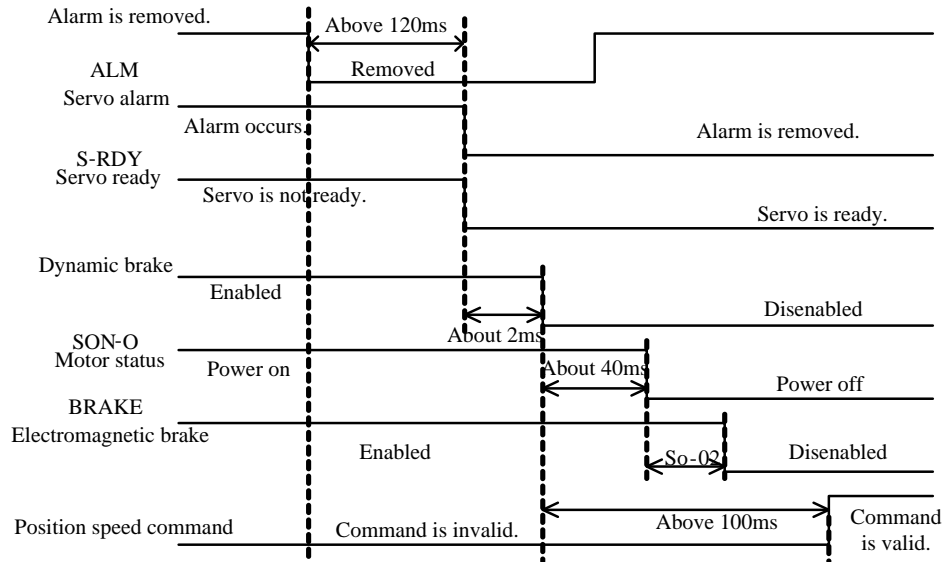 Alarm is removed.
Above 120ms
ALM
Removed
Servo alarm
Alarm occurs.
Alarm is removed.
S-RDY
Servo ready
Servo is not ready.
Servo is ready.
Dynamic brake
Enabled
Disenabled
About 2ms
SON-O
Motor status
Power on
About 40ms
Power off
BRAKE
Electromagnetic brake
Enabled
So-02
Disenabled
Position speed command
Command is invalid.
Above 100ms
Command
is valid.